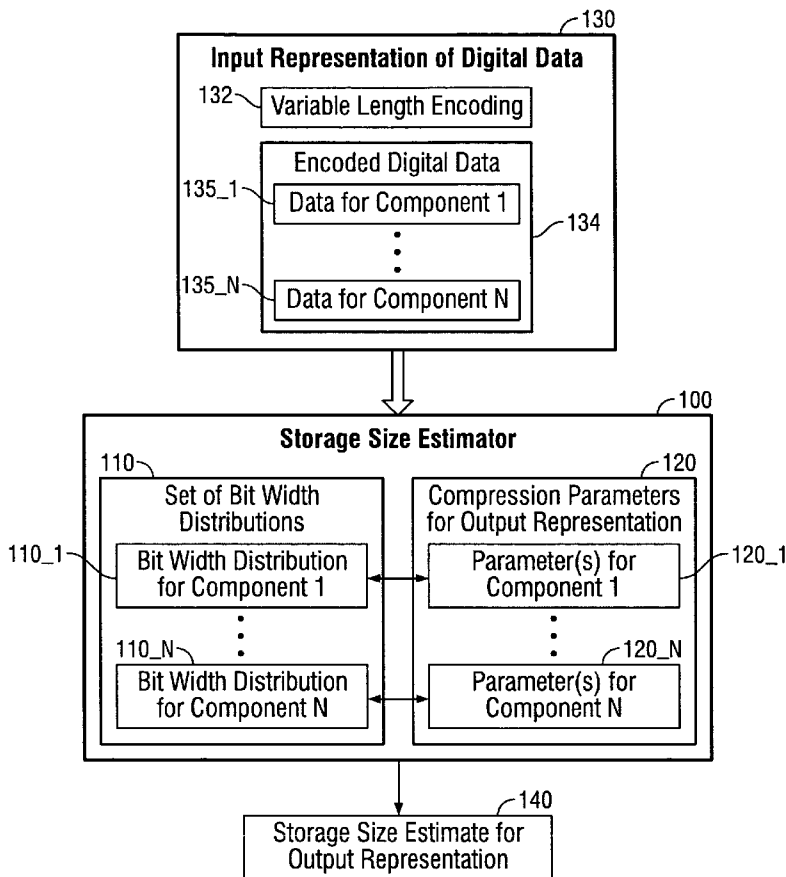 130
Input Representation of Digital Data
132
Variable Length Encoding
Encoded Digital Data
135_1
Data for Component 1
134
135_N
Data for Component N
100
Storage Size Estimator
110
120
Set of Bit Width
Distributions
Compression Parameters
for Output Representation
110_1
Bit Width Distribution
for Component 1
Parameter(s) for
Component 1
120_1
110_N
Bit Width Distribution
for Component N
120_N
Parameter(s) for
Component N
140
Storage Size Estimate for
Output Representation